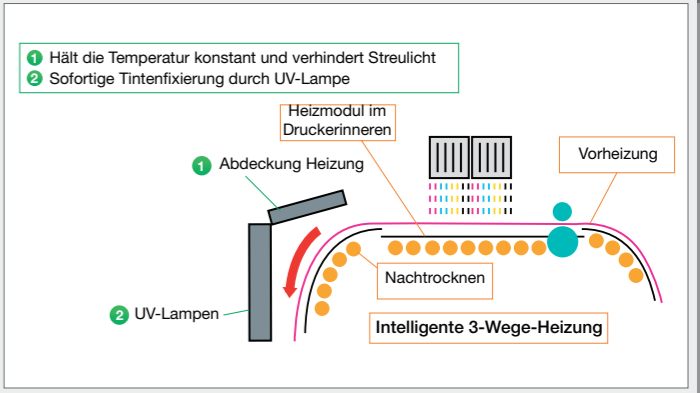 1 Hält die Temperatur konstant und verhindert Streulicht
2 Sofortige Tintenfixierung durch UV-Lampe
Heizmodul im
Druckerinneren
Vorheizung
1 Abdeckung Heizung
Nachtrocknen
2 UV-Lampen
Intelligente 3-Wege-Heizung